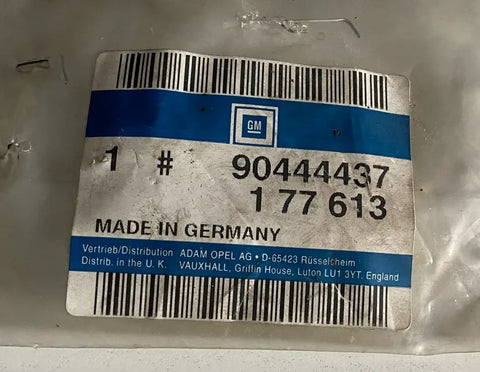 GM
1 # 90444437
1 77 613
MADE IN GERMANY
Vertrieb/Distribution ADAM OPEL AG • D-65423 Rüsselsheim
Distrib. in the U. K. VAUXHALL, Griffin House, Luton LU1 3YT. England